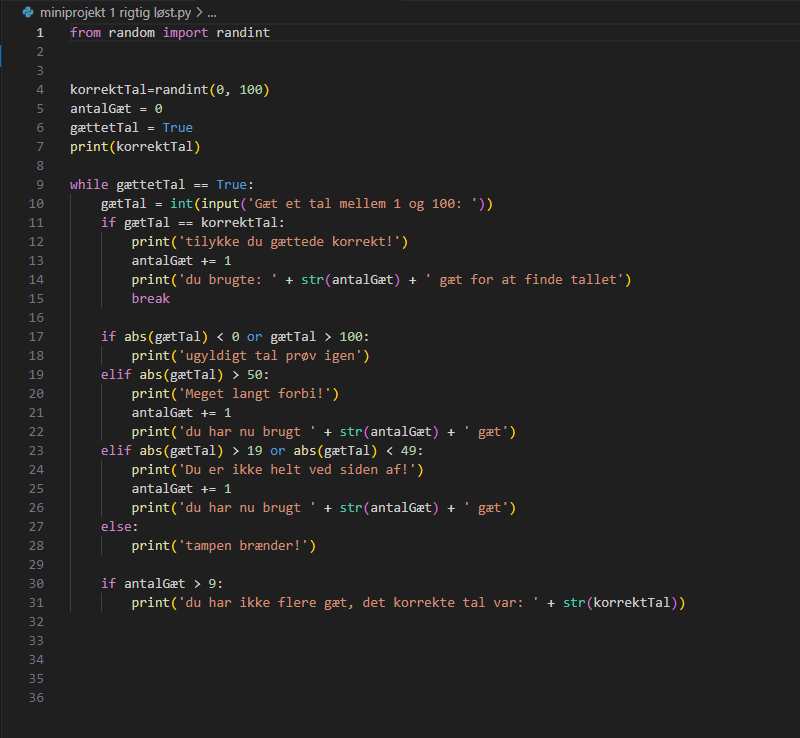 miniprojekt 1 rigtig løst.py > ...
1 from random import randint
2
3
4 korrektTal=randint(0, 100)
5 antalGæt = 0
6 gættetTal = True
7 print(korrektTal)
8
9 while gættetTal == True:
10     gætTal = int(input('Gæt et tal mellem 1 og 100: '))
11     if gætTal == korrektTal:
12         print('tilykke du gættede korrekt!')
13         antalGæt += 1
14         print('du brugte: ' + str(antalGæt) + ' gæt for at finde tallet')
15         break
16
17     if abs(gætTal) < 0 or gætTal > 100:
18         print('ugyldigt tal prøv igen')
19     elif abs(gætTal) > 50:
20         print('Meget langt forbi!')
21         antalGæt += 1
22         print('du har nu brugt ' + str(antalGæt) + ' gæt')
23     elif abs(gætTal) > 19 or abs(gætTal) < 49:
24         print('Du er ikke helt ved siden af!')
25         antalGæt += 1
26         print('du har nu brugt ' + str(antalGæt) + ' gæt')
27     else:
28         print('tampen brænder!')
29
30     if antalGæt > 9:
31         print('du har ikke flere gæt, det korrekte tal var: ' + str(korrektTal))
32
33
34
35
36